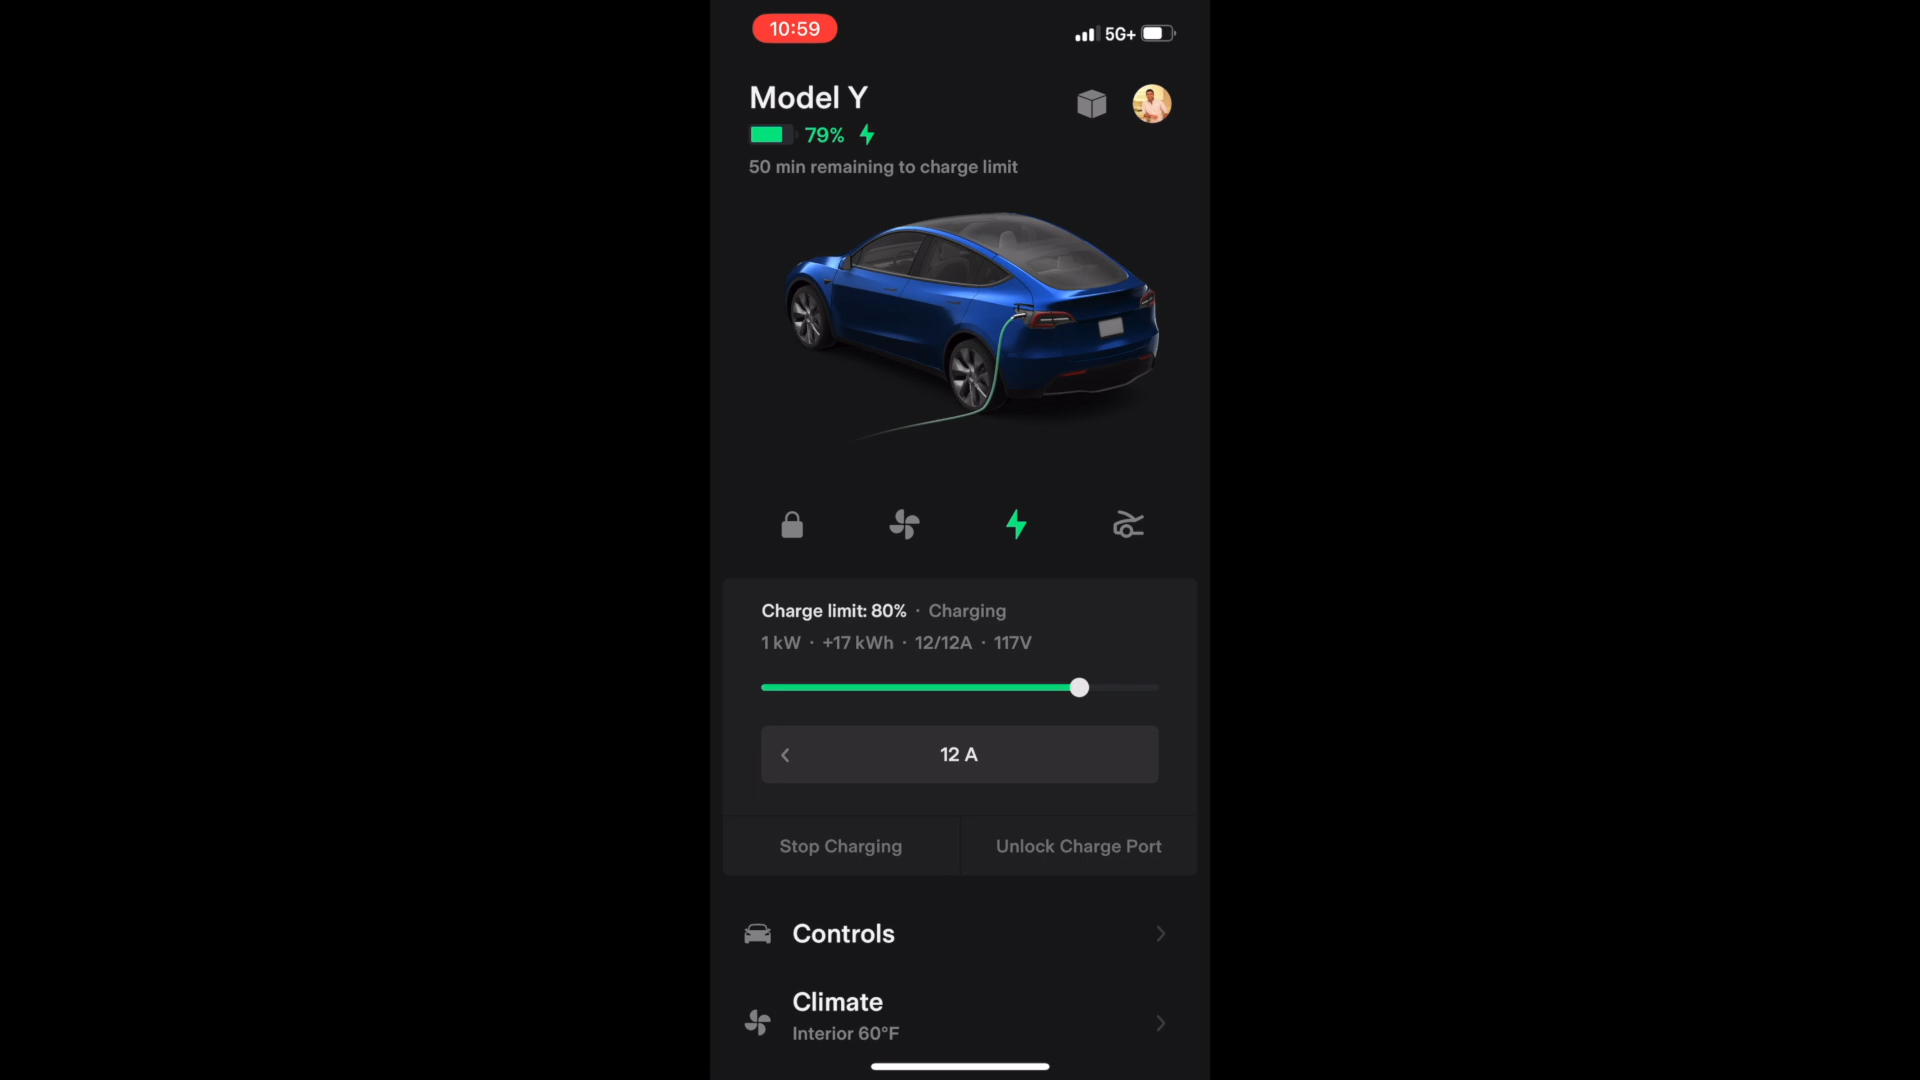 10:59
5G+
Model Y
79%
50 min remaining to charge limit
Charge limit: 80% · Charging
1 kW · +17 kWh · 12/12A · 117V
12 A
Stop Charging
Unlock Charge Port
Controls
Climate
Interior 60°F